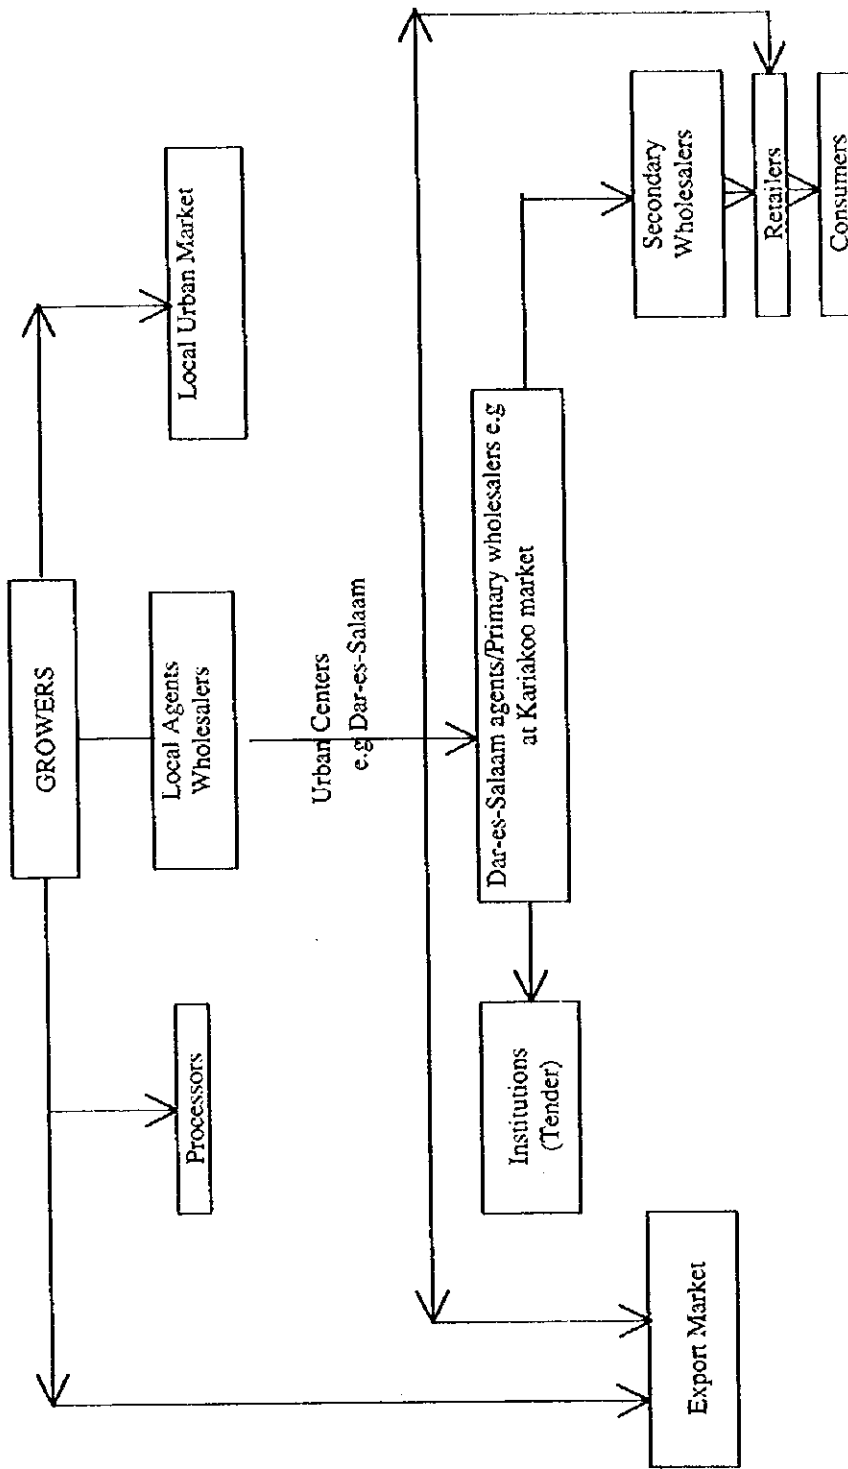 GROWERS
Local Agents
Wholesalers
Local Urban Market
Processors
Urban Centers
e.g Dar-es-Salaam
Dar-es-Salaam agents/Primary wholesalers e.g
at Kariakoo market
Institutions
(Tender)
Export Market
Secondary
Wholesalers
Retailers
Consumers